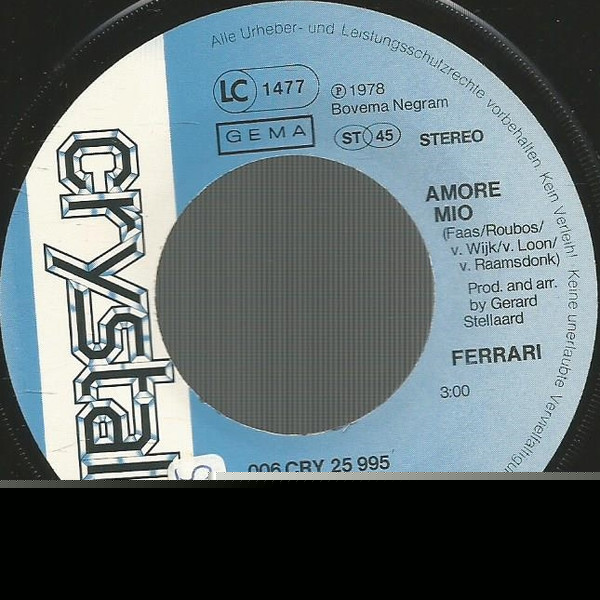 Alle Urheber- und Leistungsschutzrechte vorbehalten. Kein Verleih! Keine unerlaubte
LC 1477
℗ 1978
Bovema Negram
GEMA
ST 45
STEREO
crystal
AMORE
MIO
(Faas/Roubos/
v. Wijk/v. Loon/
v. Raamsdonk)
Prod. and arr.
by Gerard
Stellaard
FERRARI
3:00
006 CRY 25 995